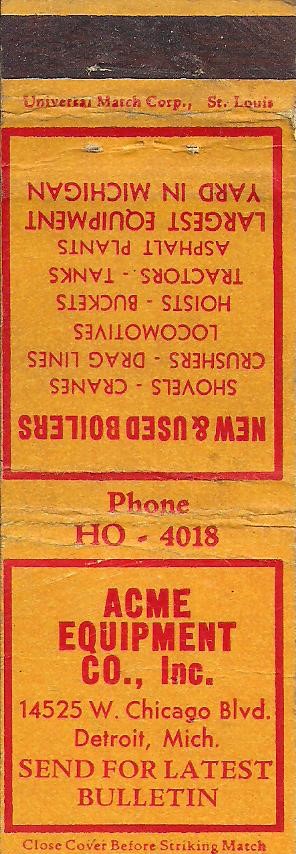 Universal Match Corp., St. Louis
NEW & USED BOILERS
SHOVELS - CRANES
CRUSHERS - DRAG LINES
LOCOMOTIVES
HOISTS - BUCKETS
TRACTORS - TANKS
ASPHALT PLANTS
LARGEST EQUIPMENT
YARD IN MICHIGAN
Phone
HO - 4018
ACME
EQUIPMENT
CO., Inc.
14525 W. Chicago Blvd.
Detroit, Mich.
SEND FOR LATEST
BULLETIN
Close Cover Before Striking Match